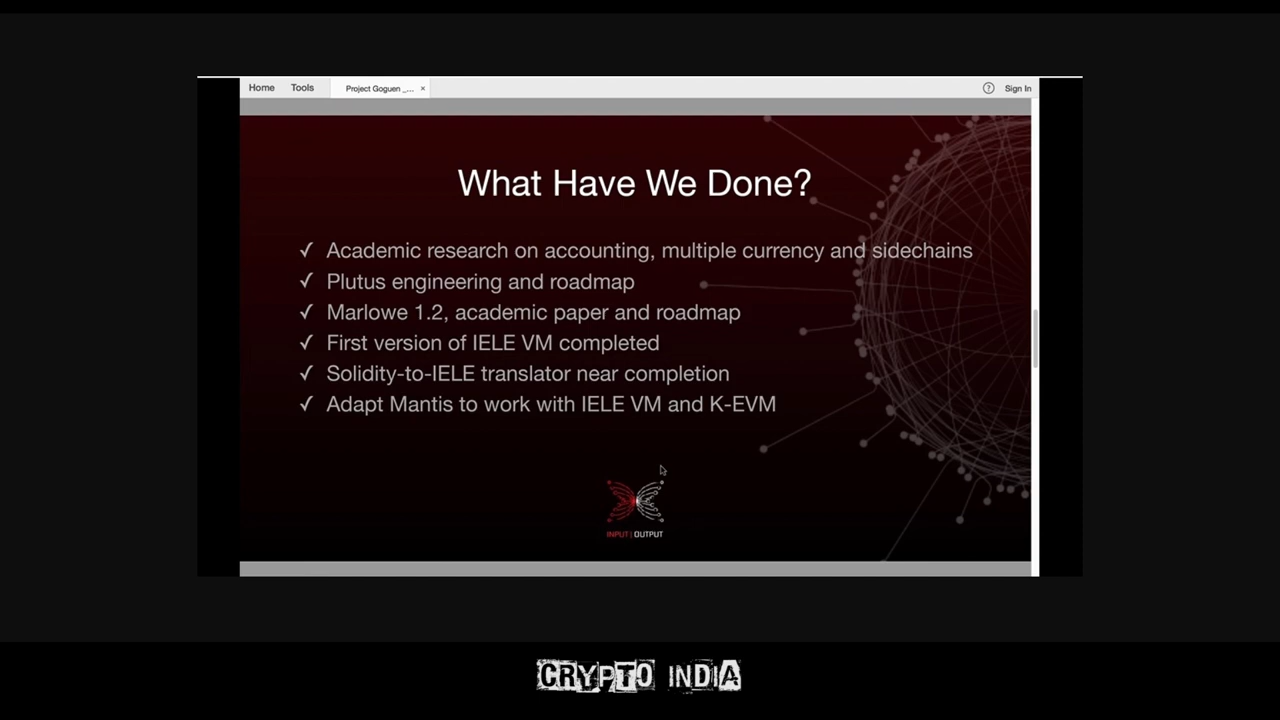 Home Tools Project Goguen _... × ? Sign In
What Have We Done?
✓ Academic research on accounting, multiple currency and sidechains
✓ Plutus engineering and roadmap
✓ Marlowe 1.2, academic paper and roadmap
✓ First version of IELE VM completed
✓ Solidity-to-IELE translator near completion
✓ Adapt Mantis to work with IELE VM and K-EVM
INPUT | OUTPUT
CRYPTO INDIA